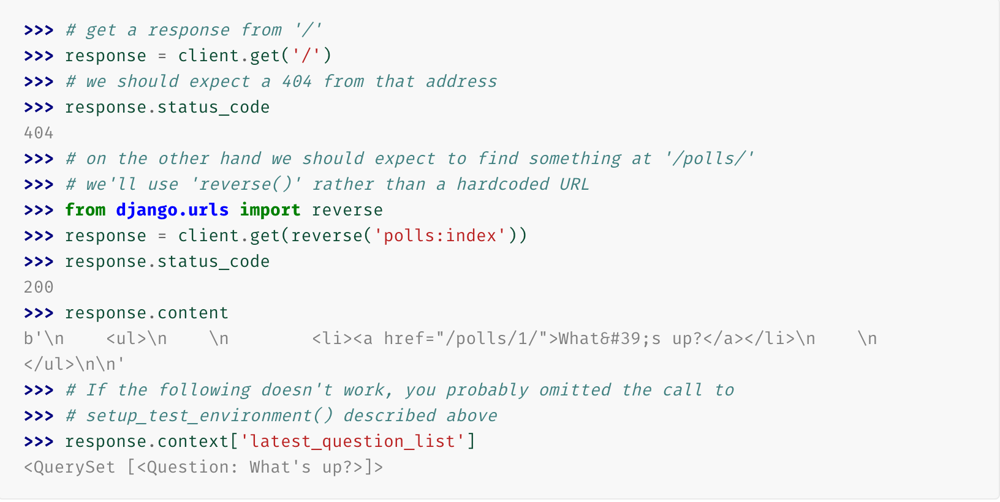 >>> # get a response from '/'
>>> response = client.get('/')
>>> # we should expect a 404 from that address
>>> response.status_code
404
>>> # on the other hand we should expect to find something at '/polls/'
>>> # we'll use 'reverse()' rather than a hardcoded URL
>>> from django.urls import reverse
>>> response = client.get(reverse('polls:index'))
>>> response.status_code
200
>>> response.content
b'\n    <ul>\n    \n        <li><a href="/polls/1/">What&#39;s up?</a></li>\n    \n
</ul>\n\n'
>>> # If the following doesn't work, you probably omitted the call to
>>> # setup_test_environment() described above
>>> response.context['latest_question_list']
<QuerySet [<Question: What's up?>]>